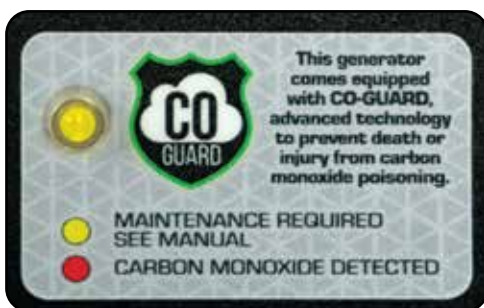 CO
GUARD
This generator
comes equipped
with CO-GUARD,
advanced technology
to prevent death or
injury from carbon
monoxide poisoning.
MAINTENANCE REQUIRED
SEE MANUAL
CARBON MONOXIDE DETECTED